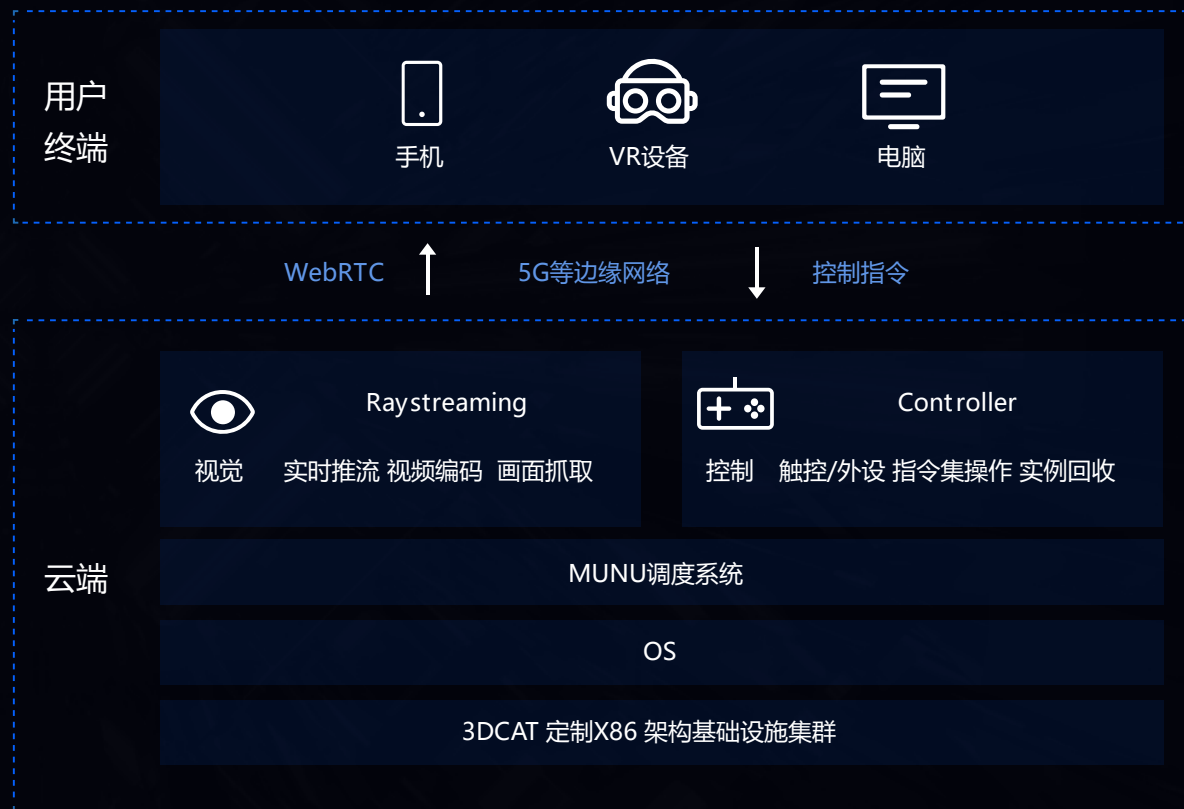 用户
终端
手机
VR设备
电脑
WebRTC
5G等边缘网络
控制指令
云端
Raystreaming
视觉
实时推流 视频编码 画面抓取
Controller
控制
触控/外设 指令集操作 实例回收
MUNU调度系统
OS
3DCAT 定制X86 架构基础设施集群